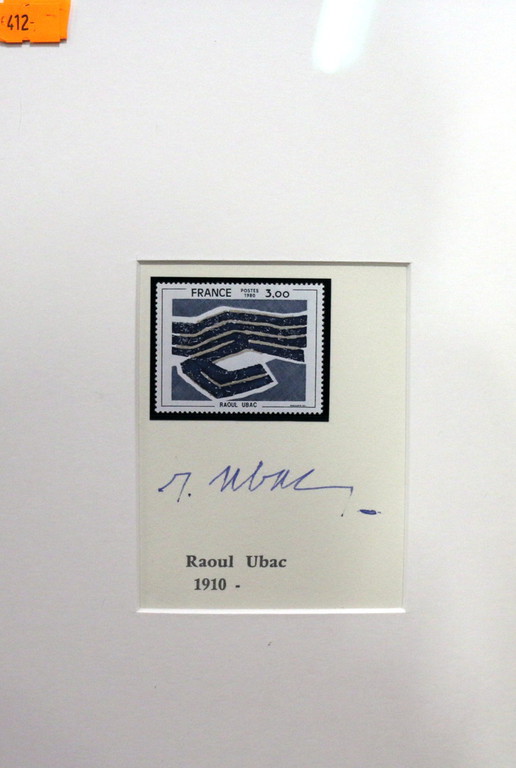 412-
FRANCE POSTES 1980 3,00
RAOUL UBAC
r. Ubac
Raoul Ubac
1910 -